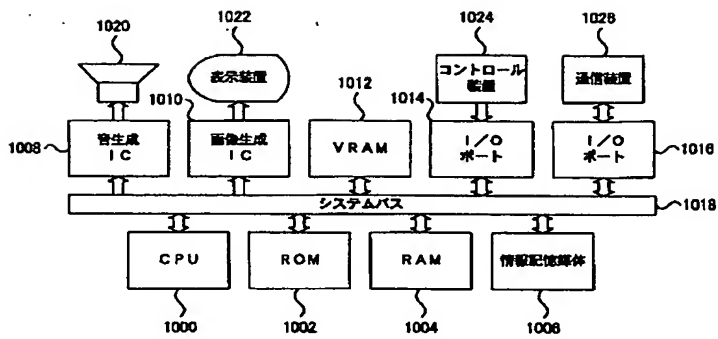 1020
1022
1024
1026
表示装置
コントロール
装置
通信装置
1010
1012
1014
1008
音生成
IC
画像生成
IC
VRAM
I/O
ポート
I/O
ポート
1016
システムバス
1018
CPU
ROM
RAM
情報記憶媒体
1000
1002
1004
1006